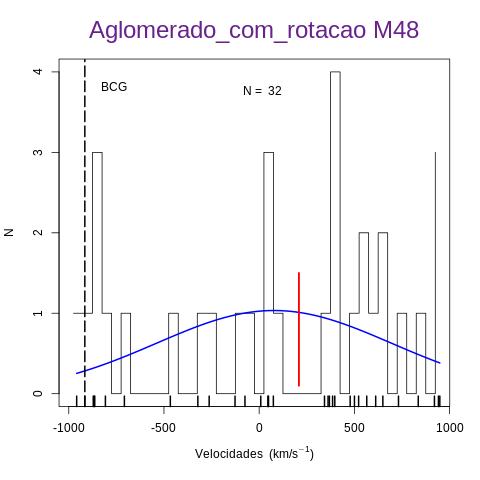 Aglomerado_com_rotacao M48
BCG
N = 32
4
3
2
1
0
N
-1000 -500 0 500 1000
Velocidades (km/s⁻¹)